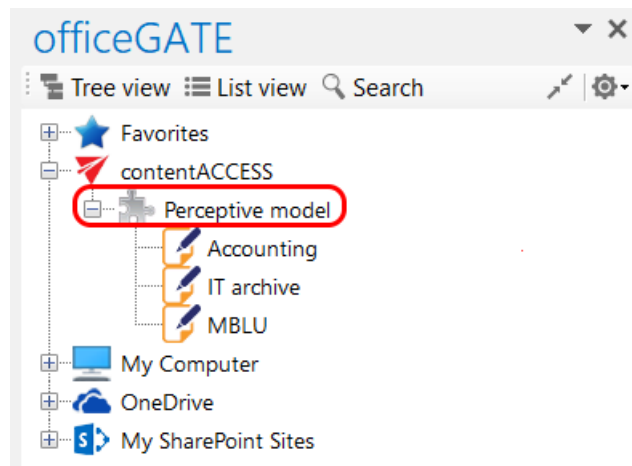 officeGATE
Tree view List view Search
Favorites
contentACCESS
Perceptive model
Accounting
IT archive
MBLU
My Computer
OneDrive
S My SharePoint Sites